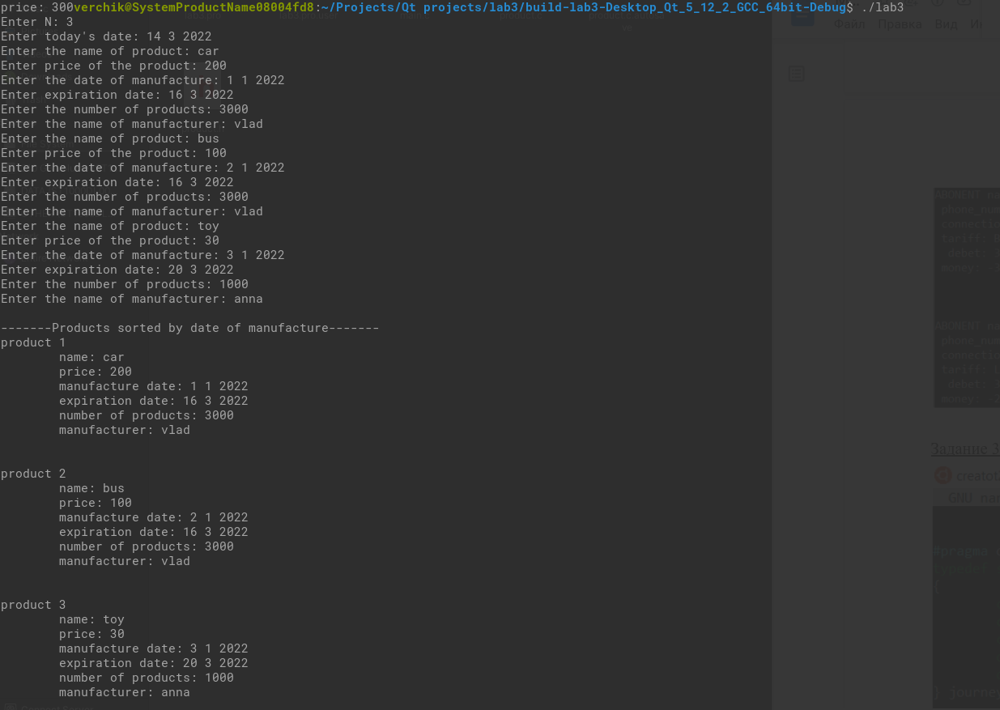 price: 300verchik@SystemProductName08004fd8:~/Projects/Qt projects/lab3/build-lab3-Desktop_Qt_5_12_2_GCC_64bit-Debug$ ./lab3
Enter N: 3
Enter today's date: 14 3 2022
Enter the name of product: car
Enter price of the product: 200
Enter the date of manufacture: 1 1 2022
Enter expiration date: 16 3 2022
Enter the number of products: 3000
Enter the name of manufacturer: vlad
Enter the name of product: bus
Enter price of the product: 100
Enter the date of manufacture: 2 1 2022
Enter expiration date: 16 3 2022
Enter the number of products: 3000
Enter the name of manufacturer: vlad
Enter the name of product: toy
Enter price of the product: 30
Enter the date of manufacture: 3 1 2022
Enter expiration date: 20 3 2022
Enter the number of products: 1000
Enter the name of manufacturer: anna
-------Products sorted by date of manufacture-------
product 1
name: car
price: 200
manufacture date: 1 1 2022
expiration date: 16 3 2022
number of products: 3000
manufacturer: vlad
product 2
name: bus
price: 100
manufacture date: 2 1 2022
expiration date: 16 3 2022
number of products: 3000
manufacturer: vlad
product 3
name: toy
price: 30
manufacture date: 3 1 2022
expiration date: 20 3 2022
number of products: 1000
manufacturer: anna
Файл Правка Вид
ABONENT
tariff:
debet:
money:
ABONENT
tariff:
debet:
money:
Задание 3
GNU
#pragma
{
} journey